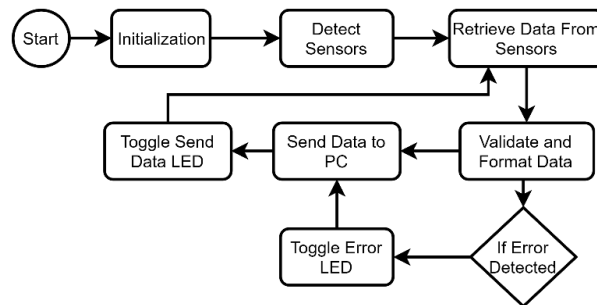 Start
Initialization
Detect
Sensors
Retrieve Data From
Sensors
Toggle Send
Data LED
Send Data to
PC
Validate and
Format Data
Toggle Error
LED
If Error
Detected